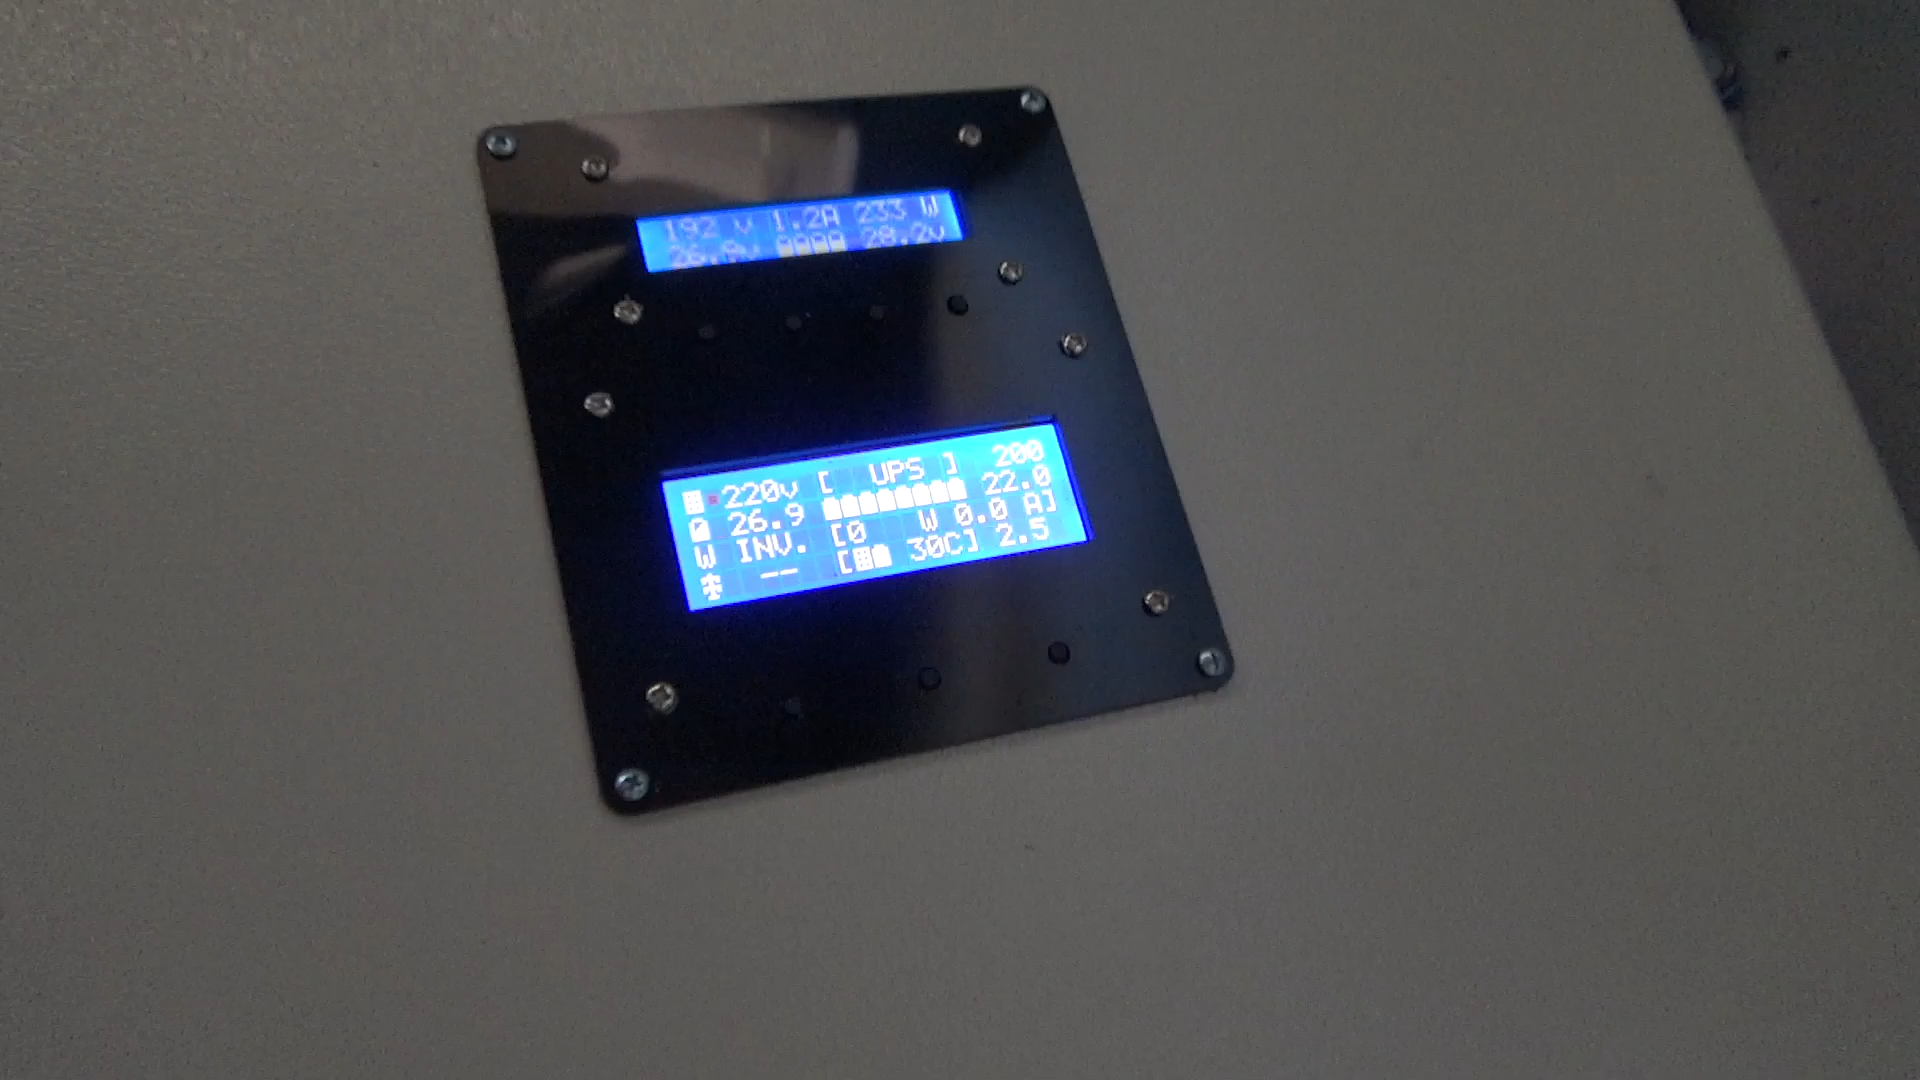 192 v 1.2A 233 W
26.9v 28.2v
220v [ UPS ] 200
26.9 22.0
W INV. [0 W 0.0 A]
-- [ 30C] 2.5